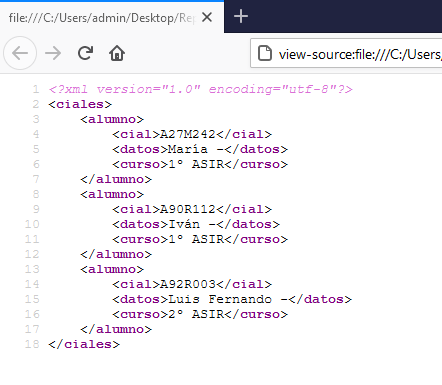 file:///C:/Users/admin/Desktop/Rep
view-source:file:///C:/Users/
1 <?xml version="1.0" encoding="utf-8"?>
2 <ciales>
3 <alumno>
4 <cial>A27M242</cial>
5 <datos>María -</datos>
6 <curso>1º ASIR</curso>
7 </alumno>
8 <alumno>
9 <cial>A90R112</cial>
10 <datos>Iván -</datos>
11 <curso>1º ASIR</curso>
12 </alumno>
13 <alumno>
14 <cial>A92R003</cial>
15 <datos>Luis Fernando -</datos>
16 <curso>2º ASIR</curso>
17 </alumno>
18 </ciales>